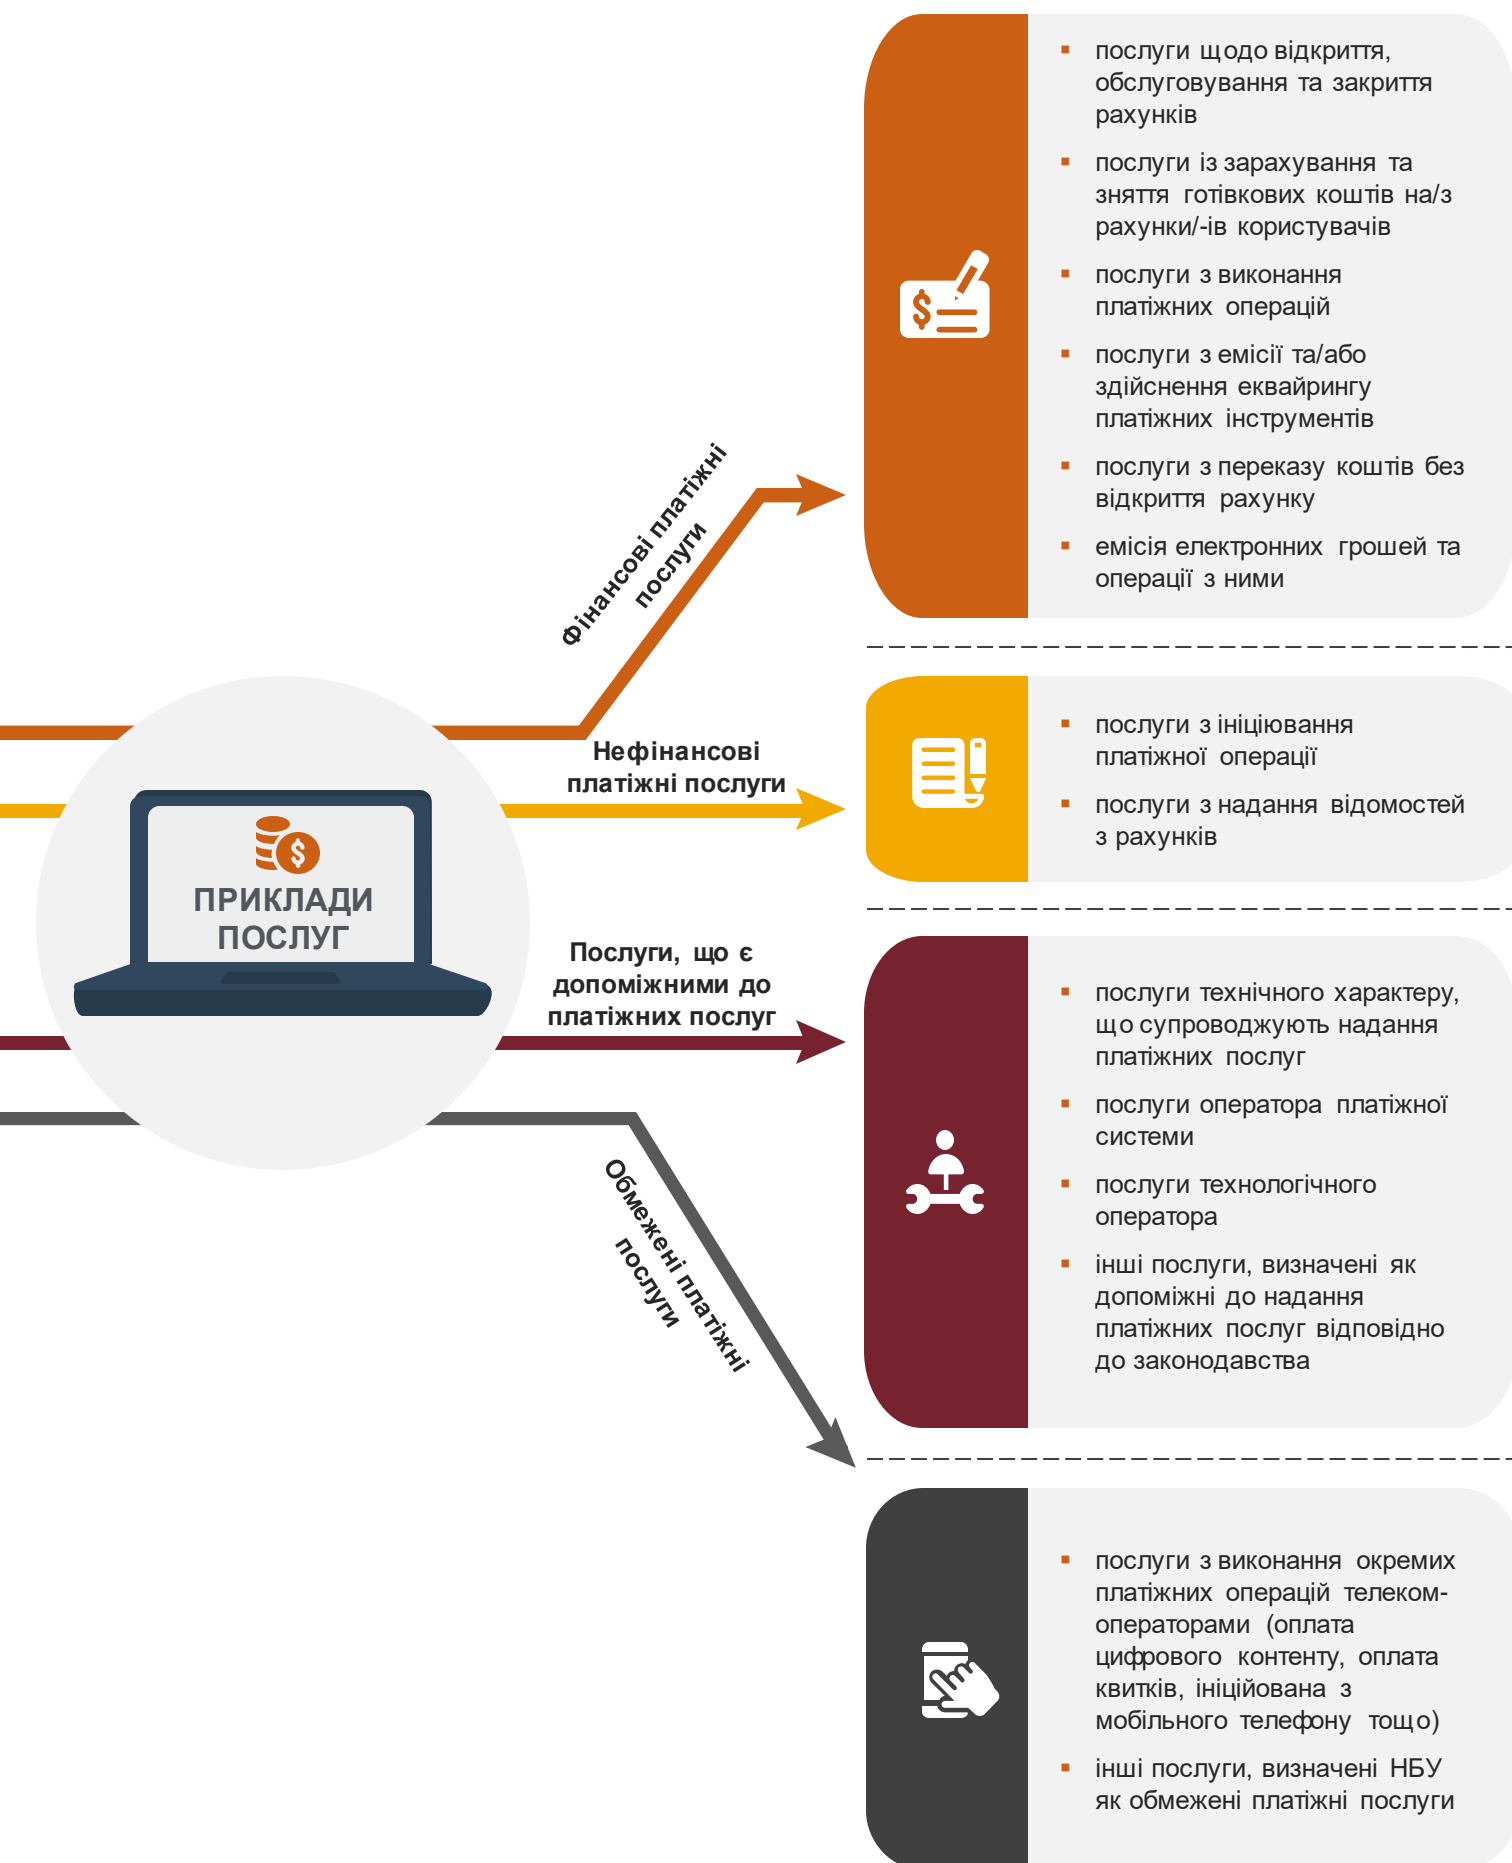 послуги щодо відкриття,
обслуговування та закриття
рахунків
послуги із зарахування та
зняття готівкових коштів на/з
рахунки/-ів користувачів
послуги з виконання
платіжних операцій
послуги з емісії та/або
здійснення еквайрингу
платіжних інструментів
послуги з переказу коштів без
відкриття рахунку
емісія електронних грошей та
операції з ними
Фінансові платіжні
послуги
Нефінансові
платіжні послуги
послуги з ініціювання
платіжної операції
послуги з надання відомостей
з рахунків
ПРИКЛАДИ
ПОСЛУГ
Послуги, що є
допоміжними до
платіжних послуг
послуги технічного характеру,
що супроводжують надання
платіжних послуг
послуги оператора платіжної
системи
послуги технологічного
оператора
інші послуги, визначені як
допоміжні до надання
платіжних послуг відповідно
до законодавства
Обмежені платіжні
послуги
послуги з виконання окремих
платіжних операцій телеком-
операторами (оплата
цифрового контенту, оплата
квитків, ініційована з
мобільного телефону тощо)
інші послуги, визначені НБУ
як обмежені платіжні послуги